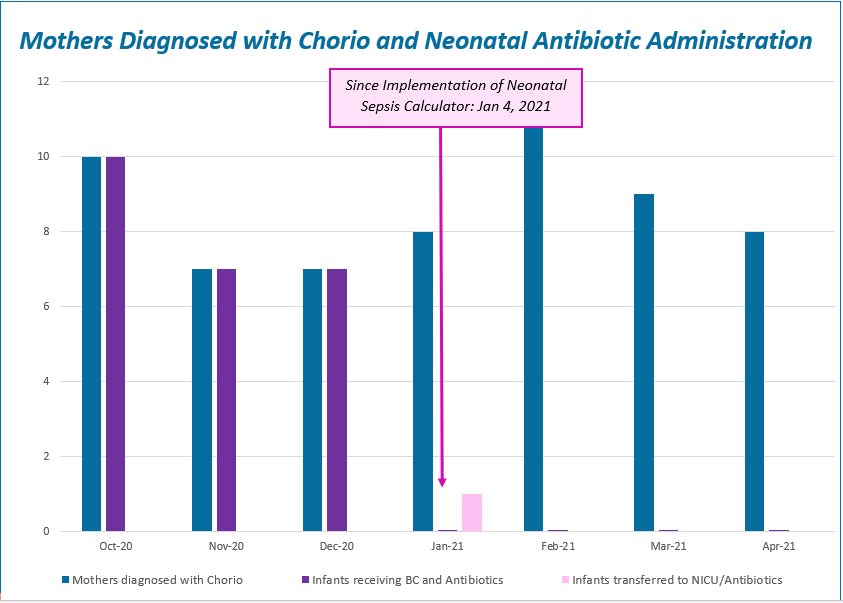 Mothers Diagnosed with Chorio and Neonatal Antibiotic Administration
Since Implementation of Neonatal
Sepsis Calculator: Jan 4, 2021
12
10
8
6
4
2
0
Oct-20
Nov-20
Dec-20
Jan-21
Feb-21
Mar-21
Apr-21
Mothers diagnosed with Chorio
Infants receiving BC and Antibiotics
Infants transferred to NICU/Antibiotics